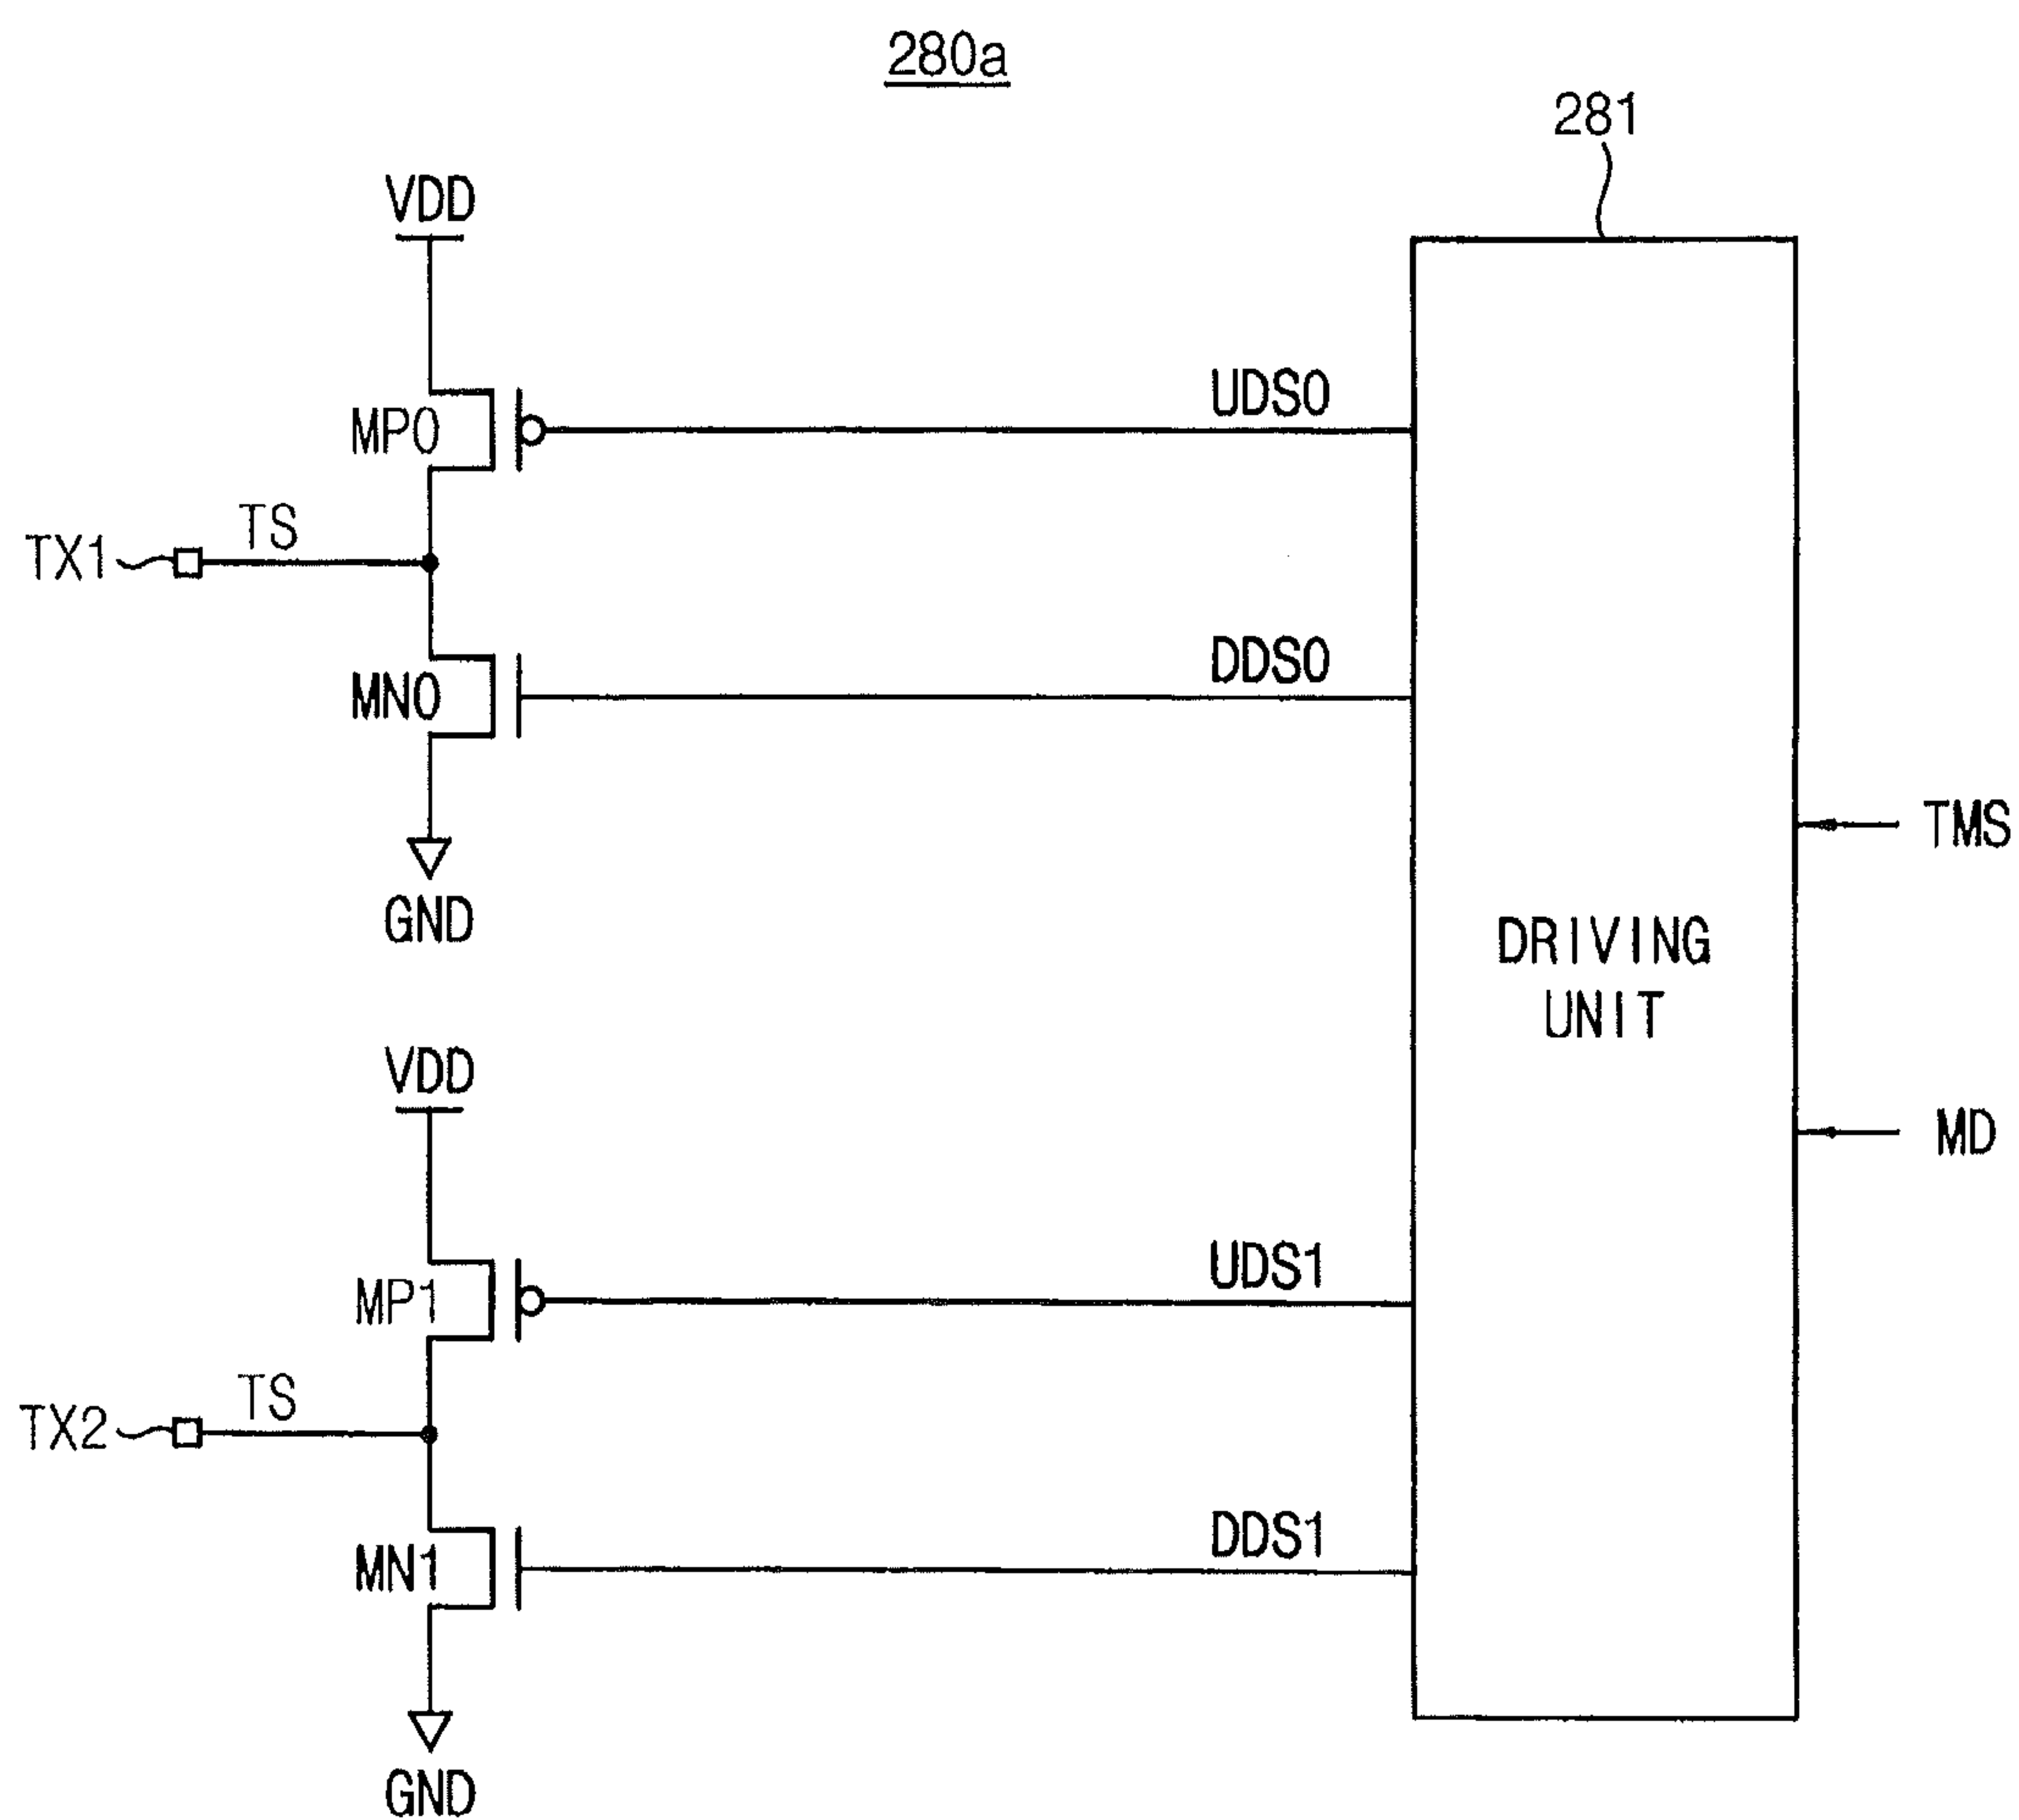 280a
281
VDD
UDS0
MP0
TS
TX1
DDS0
MN0
TMS
GND
DRIVING
UNIT
VDD
MD
UDS1
MP1
TS
TX2
DDS1
MN1
GND